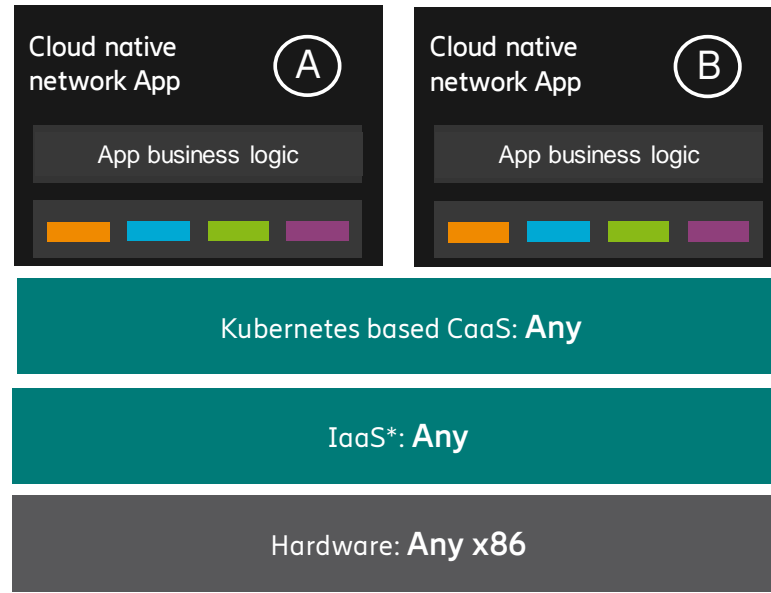 Cloud native
network App
A
App business logic
Cloud native
network App
B
App business logic
Kubernetes based CaaS: Any
IaaS*: Any
Hardware: Any x86